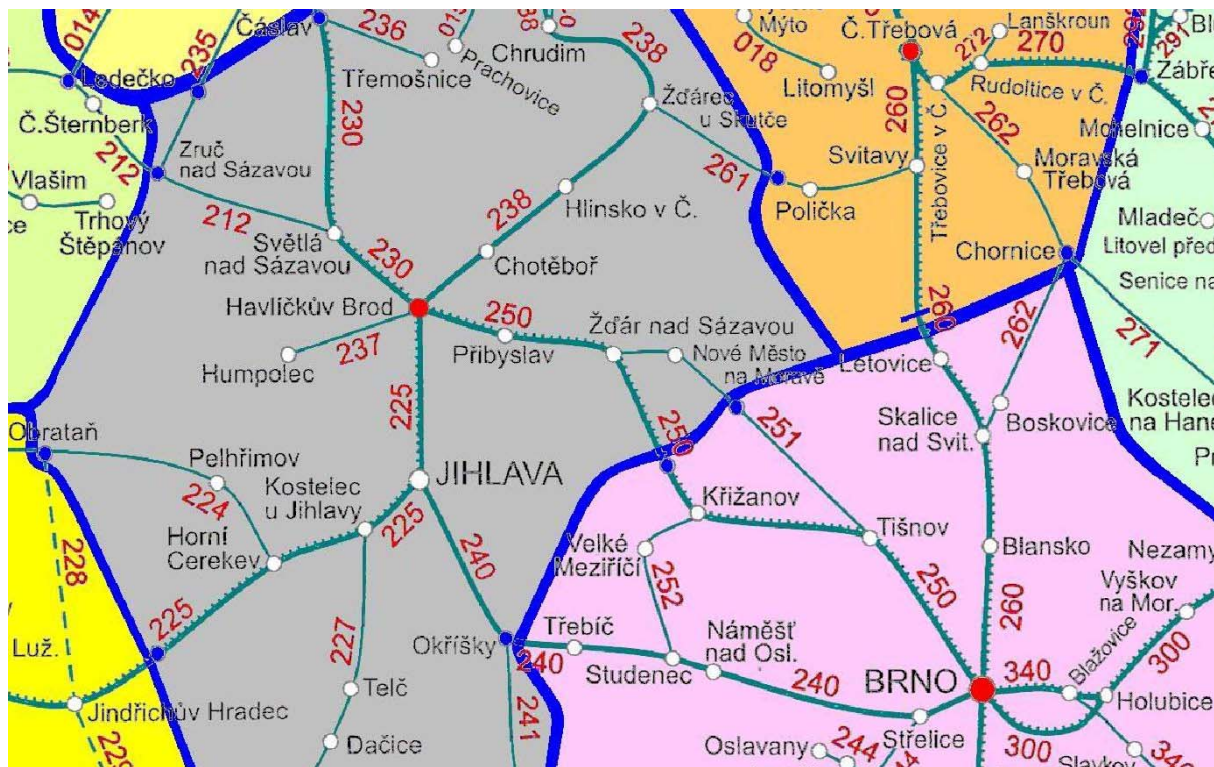 014
235
Čáslav
236
Chrudim
238
Mýto
Č.Třebová
Lanškroun
291
Ledečko
Třemošnice
Prachovice
018
272
270
Zábře
Č.Šternberk
230
Žďárec
u Skutče
Litomyšl
260
Rudoltice v Č.
262
Mohelnice
212
Zruč
nad Sázavou
261
Svitavy
Třebovice v Č.
Moravská
Třebová
Vlašim
Trhový
Štěpánov
212
238
Hlinsko v Č.
Polička
Mladeč
Litovel před
Světlá
nad Sázavou
230
Chotěboř
Chornice
Senice na
Havlíčkův Brod
250
Žďár nad Sázavou
260
262
271
Humpolec
237
Přibyslav
Nové Město
na Moravě
Letovice
225
251
Skalice
nad Svit.
Boskovice
Kostelec
na Hané
Obrataň
Pelhřimov
250
224
Kostelec
u Jihlavy
JIHLAVA
Křižanov
Tišnov
Horní
Cerekev
225
240
Velké
Meziříčí
Blansko
Nezamy
228
252
250
260
Vyškov
na Mor.
225
227
Okříšky
Třebíč
Náměšť
nad Osl.
Blažovice
300
Luž.
240
Studenec
240
BRNO
340
Holubice
Telč
Jindřichův Hradec
241
Dačice
Oslavany
244
Střelice
300
Slavkov
340
229